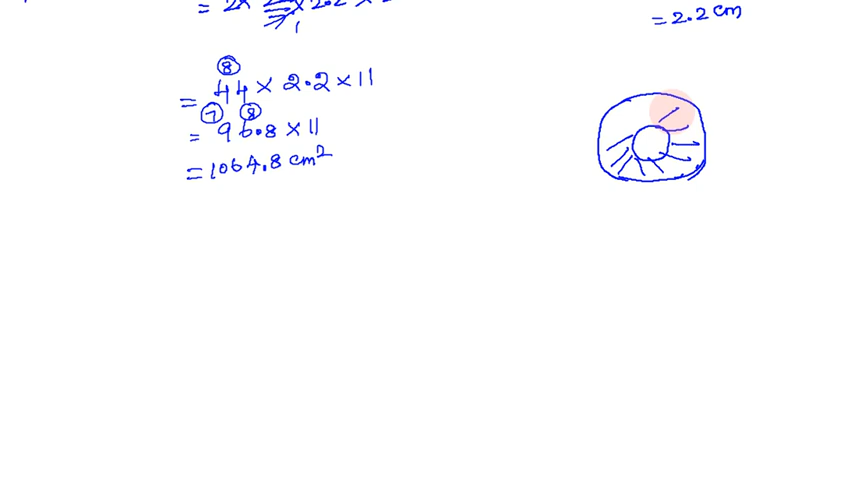 = 2.2 cm
= 44 × 2.2 × 11
= 96.8 × 11
= 1064.8 cm²